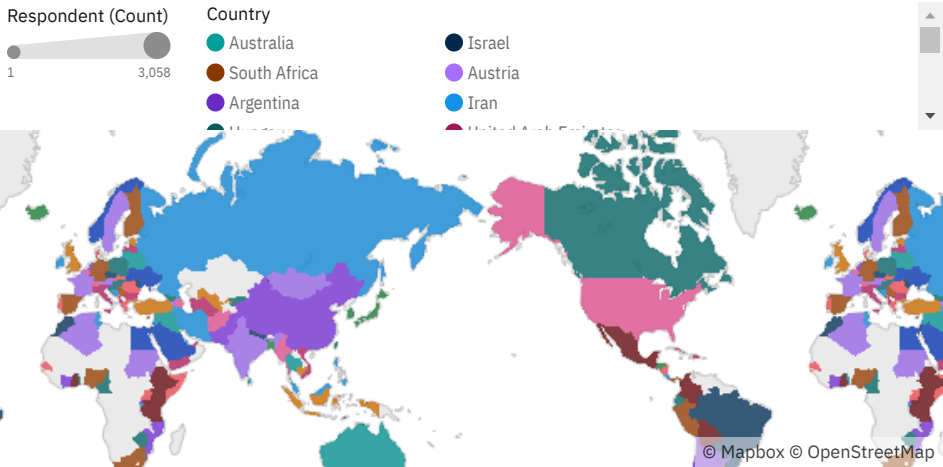 Respondent (Count)
1
3,058
Country
Australia
South Africa
Argentina
Israel
Austria
Iran
© Mapbox © OpenStreetMap